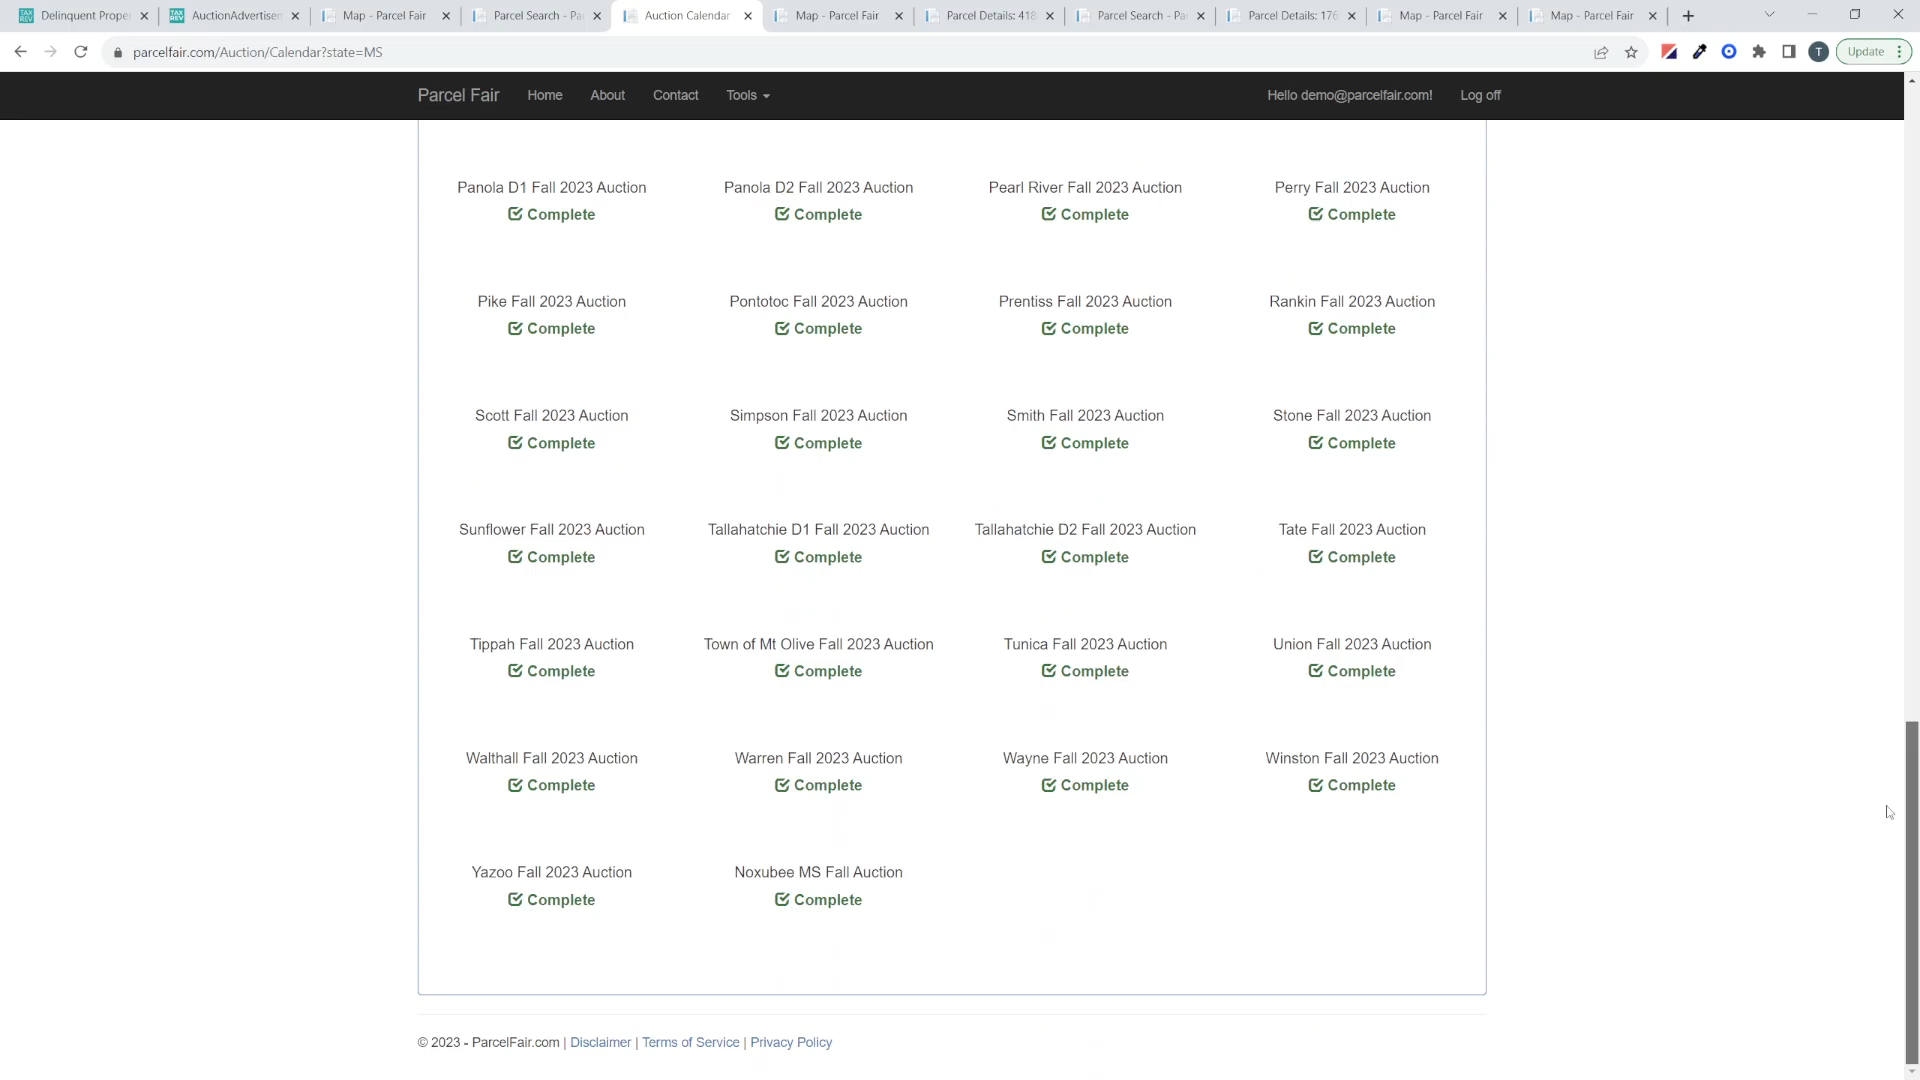 Delinquent Proper
AuctionAdvertisem
Map - Parcel Fair
Parcel Search - Pa
Auction Calendar
Map - Parcel Fair
Parcel Details: 418
Parcel Search - Pa
Parcel Details: 176
Map - Parcel Fair
Map - Parcel Fair
parcelfair.com/Auction/Calendar?state=MS
T
Update
Parcel Fair Home About Contact Tools Hello demo@parcelfair.com! Log off
Panola D1 Fall 2023 Auction Panola D2 Fall 2023 Auction Pearl River Fall 2023 Auction Perry Fall 2023 Auction
Complete Complete Complete Complete
Pike Fall 2023 Auction Pontotoc Fall 2023 Auction Prentiss Fall 2023 Auction Rankin Fall 2023 Auction
Complete Complete Complete Complete
Scott Fall 2023 Auction Simpson Fall 2023 Auction Smith Fall 2023 Auction Stone Fall 2023 Auction
Complete Complete Complete Complete
Sunflower Fall 2023 Auction Tallahatchie D1 Fall 2023 Auction Tallahatchie D2 Fall 2023 Auction Tate Fall 2023 Auction
Complete Complete Complete Complete
Tippah Fall 2023 Auction Town of Mt Olive Fall 2023 Auction Tunica Fall 2023 Auction Union Fall 2023 Auction
Complete Complete Complete Complete
Walthall Fall 2023 Auction Warren Fall 2023 Auction Wayne Fall 2023 Auction Winston Fall 2023 Auction
Complete Complete Complete Complete
Yazoo Fall 2023 Auction Noxubee MS Fall Auction
Complete Complete
© 2023 - ParcelFair.com | Disclaimer | Terms of Service | Privacy Policy